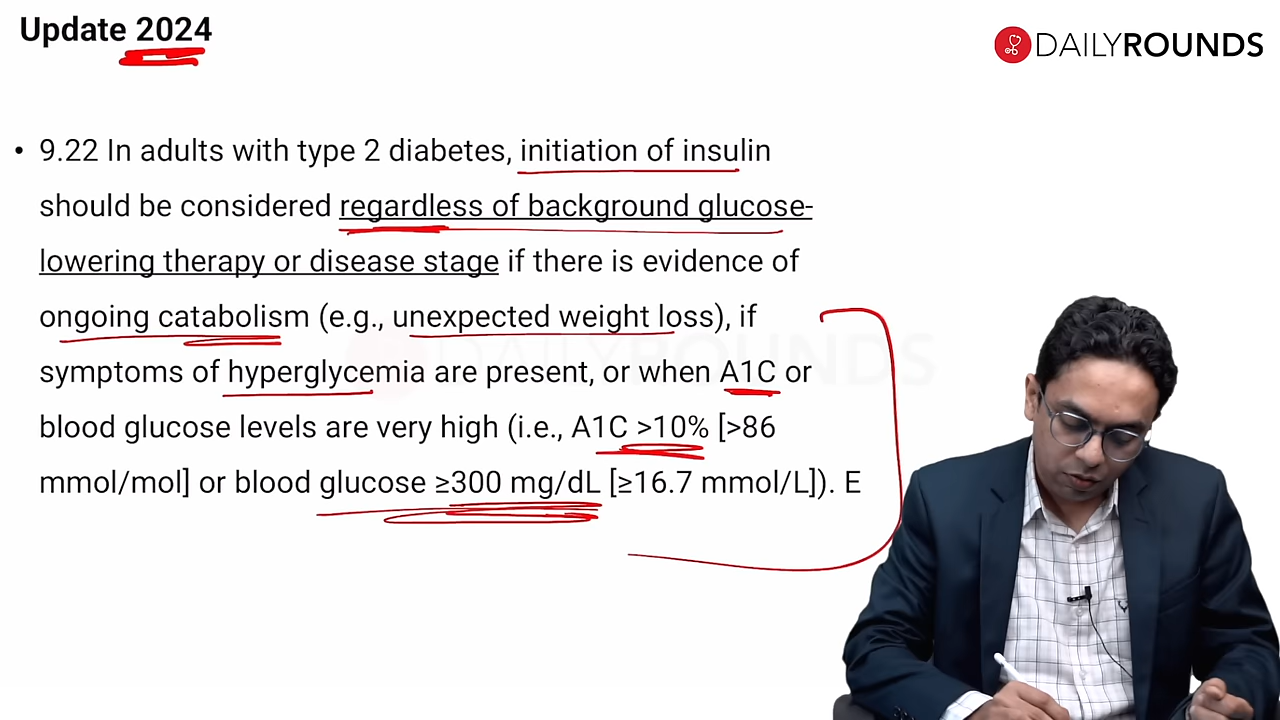 Update 2024
DAILYROUNDS
• 9.22 In adults with type 2 diabetes, initiation of insulin
should be considered regardless of background glucose-
lowering therapy or disease stage if there is evidence of
ongoing catabolism (e.g., unexpected weight loss), if
symptoms of hyperglycemia are present, or when A1C or
blood glucose levels are very high (i.e., A1C >10% [>86
mmol/mol] or blood glucose ≥300 mg/dL [≥16.7 mmol/L]). E
DAILYROUNDS